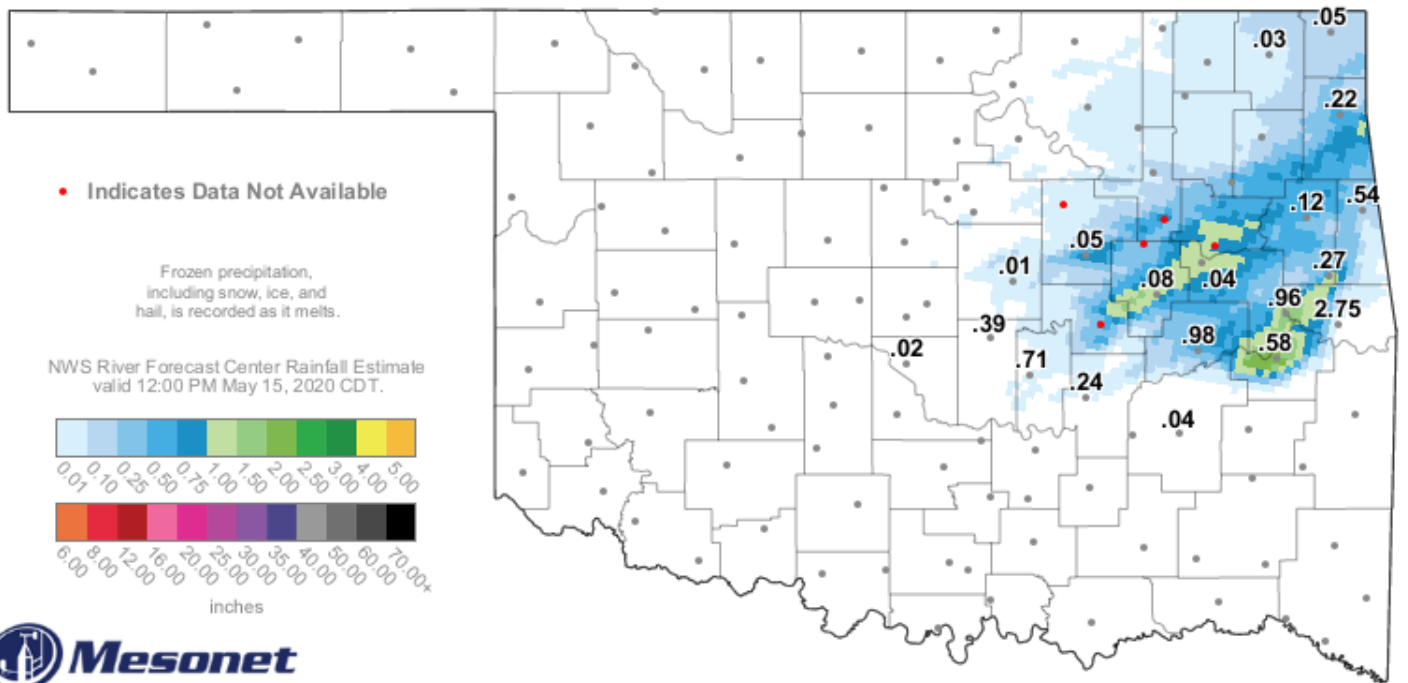 .05
.03
.22
Indicates Data Not Available
.54
.12
.05
Frozen precipitation,
including snow, ice, and
hail, is recorded as it melts.
.01
.08
.04
.27
.96
2.75
.39
.98
.58
.02
.71
.24
NWS River Forecast Center Rainfall Estimate
valid 12:00 PM May 15, 2020 CDT.
.04
0.01 0.10 0.25 0.50 0.75 1.00 1.50 2.00 2.50 3.00 4.00 5.00
6.00 8.00 12.00 16.00 20.00 25.00 30.00 35.00 40.00 50.00 60.00 70.00+
inches
Mesonet